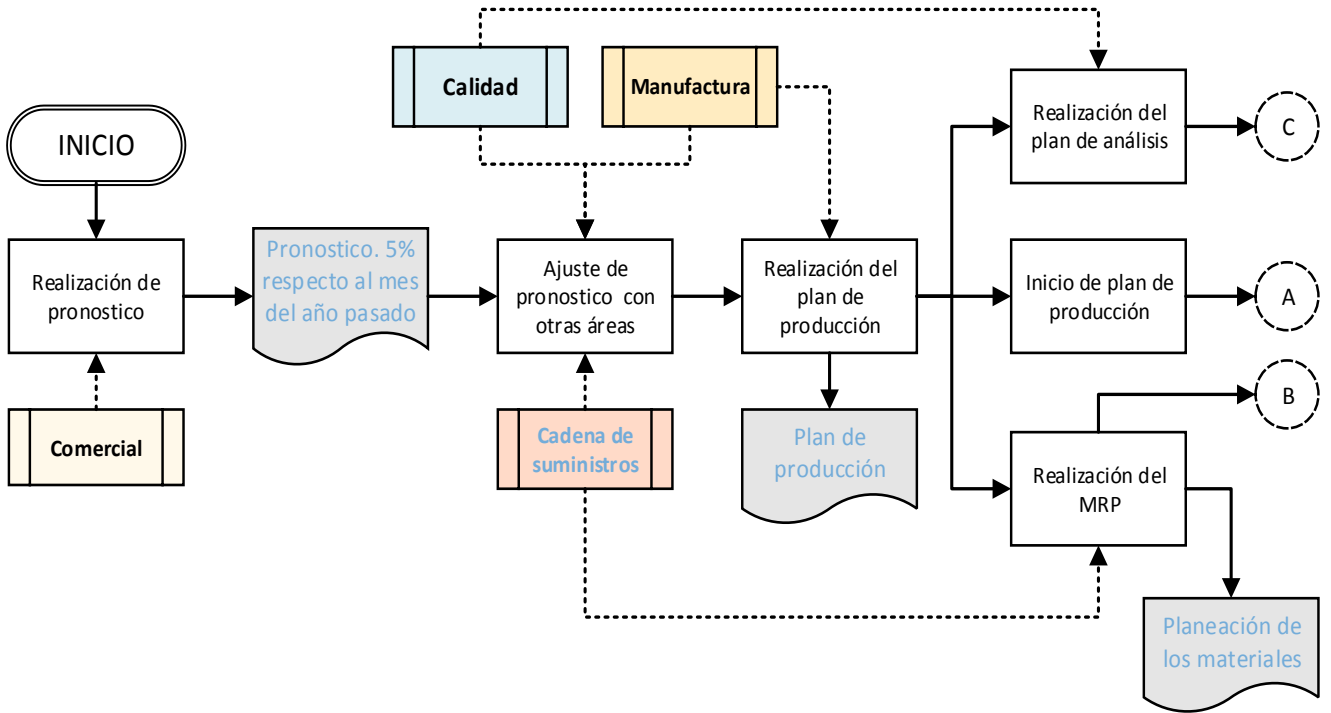 Calidad
Manufactura
Realización del
plan de análisis
C
INICIO
Realización de
pronostico
Pronostico. 5%
respecto al mes
del año pasado
Ajuste de
pronostico con
otras áreas
Realización del
plan de
producción
Inicio de plan de
producción
A
B
Comercial
Cadena de
suministros
Plan de
producción
Realización del
MRP
Planeación de
los materiales